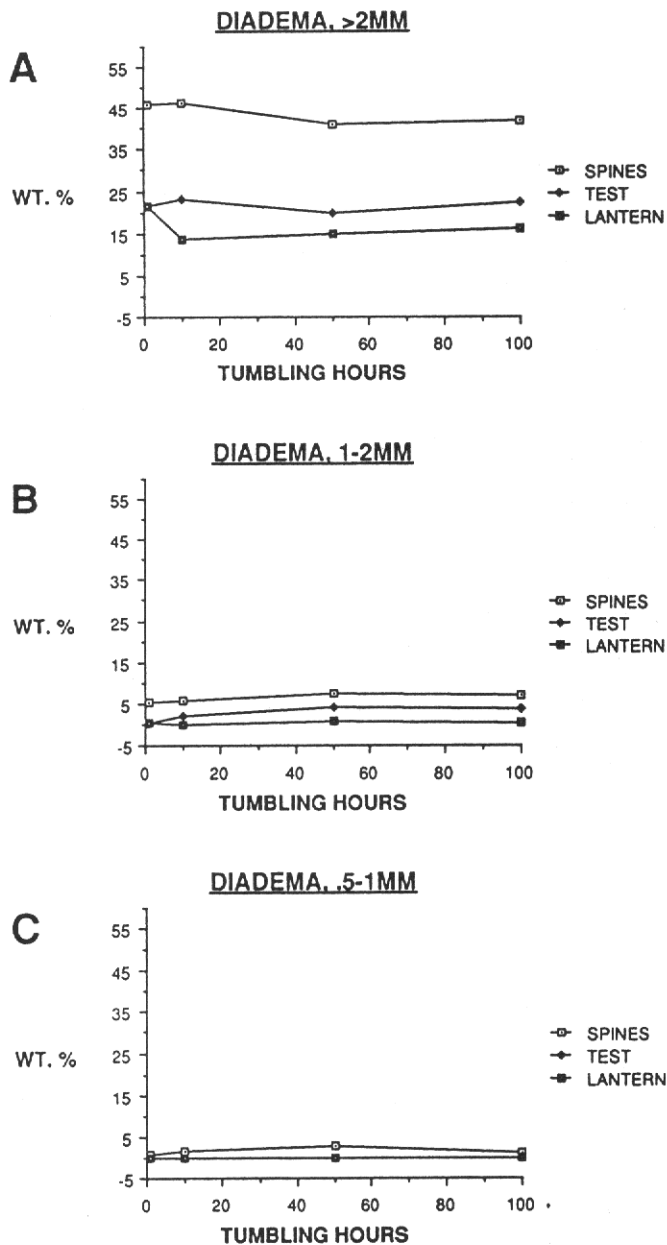 DIADEMA, >2MM
A
55
45
35
25
15
5
-5
WT. %
0 20 40 60 80 100
TUMBLING HOURS
SPINES
TEST
LANTERN
DIADEMA, 1-2MM
B
55
45
35
25
15
5
-5
WT. %
0 20 40 60 80 100
TUMBLING HOURS
SPINES
TEST
LANTERN
DIADEMA, .5-1MM
C
55
45
35
25
15
5
-5
WT. %
0 20 40 60 80 100
TUMBLING HOURS
SPINES
TEST
LANTERN